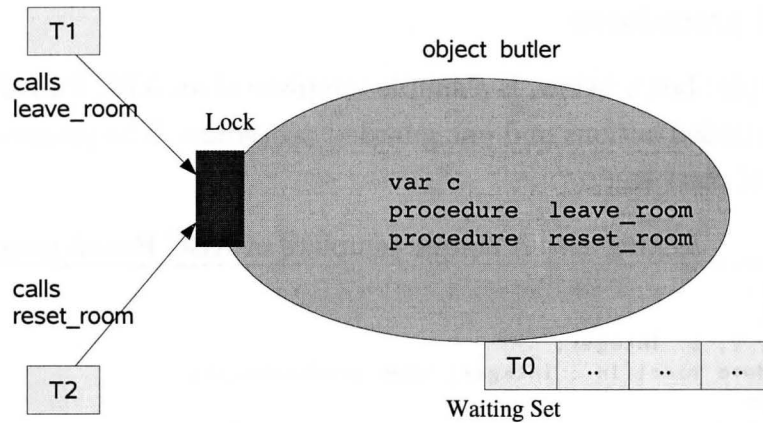 T1
object butler
calls
leave_room
Lock
var c
procedure leave_room
procedure reset_room
calls
reset_room
T2
T0 .. .. ..
Waiting Set